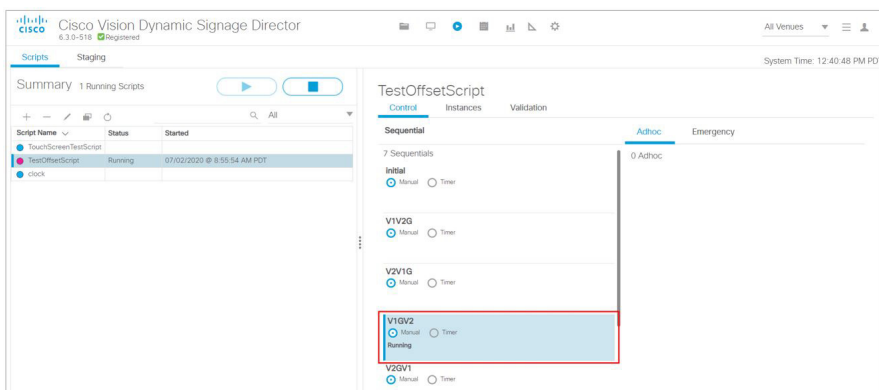 CISCO
Cisco Vision Dynamic Signage Director
6.3.0-518 Registered
All Venues
Scripts Staging
System Time: 12:40:48 PM PD
Summary 1 Running Scripts
All
Script Name Status Started
TouchScreenTestScript
TestOffsetScript Running 07/02/2020 @ 8:55:54 AM PDT
clock
TestOffsetScript
Control Instances Validation
Sequential
Adhoc Emergency
7 Sequentials
0 Adhoc
initial
Manual Timer
V1V2G
Manual Timer
V2V1G
Manual Timer
V1GV2
Manual Timer
Running
V2GV1
Manual Timer